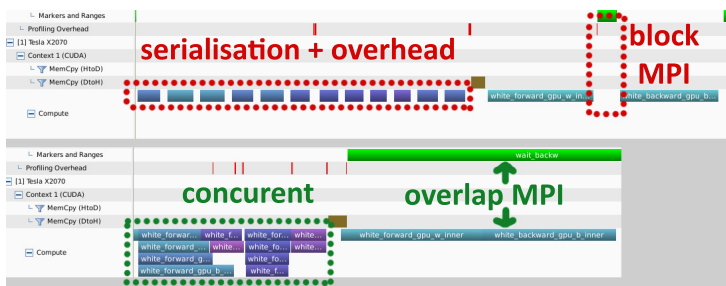 Markers and Ranges
Profiling Overhead
[1] Tesla X2070
Context 1 (CUDA)
MemCpy (HtoD)
MemCpy (DtoH)
Compute
serialisation + overhead
block
MPI
white_forward_gpu_w_in...
white_backward_gpu_b...
Markers and Ranges
wait_backw
Profiling Overhead
[1] Tesla X2070
Context 1 (CUDA)
MemCpy (HtoD)
MemCpy (DtoH)
Compute
concurent
overlap MPI
white_forwar... white_f... white_for... white...
white_forward_... white... white_fo... white...
white_forward_g... white_fo...
white_forward_gpu_b_... white_f...
white_forward_gpu_w_inner white_backward_gpu_b_inner